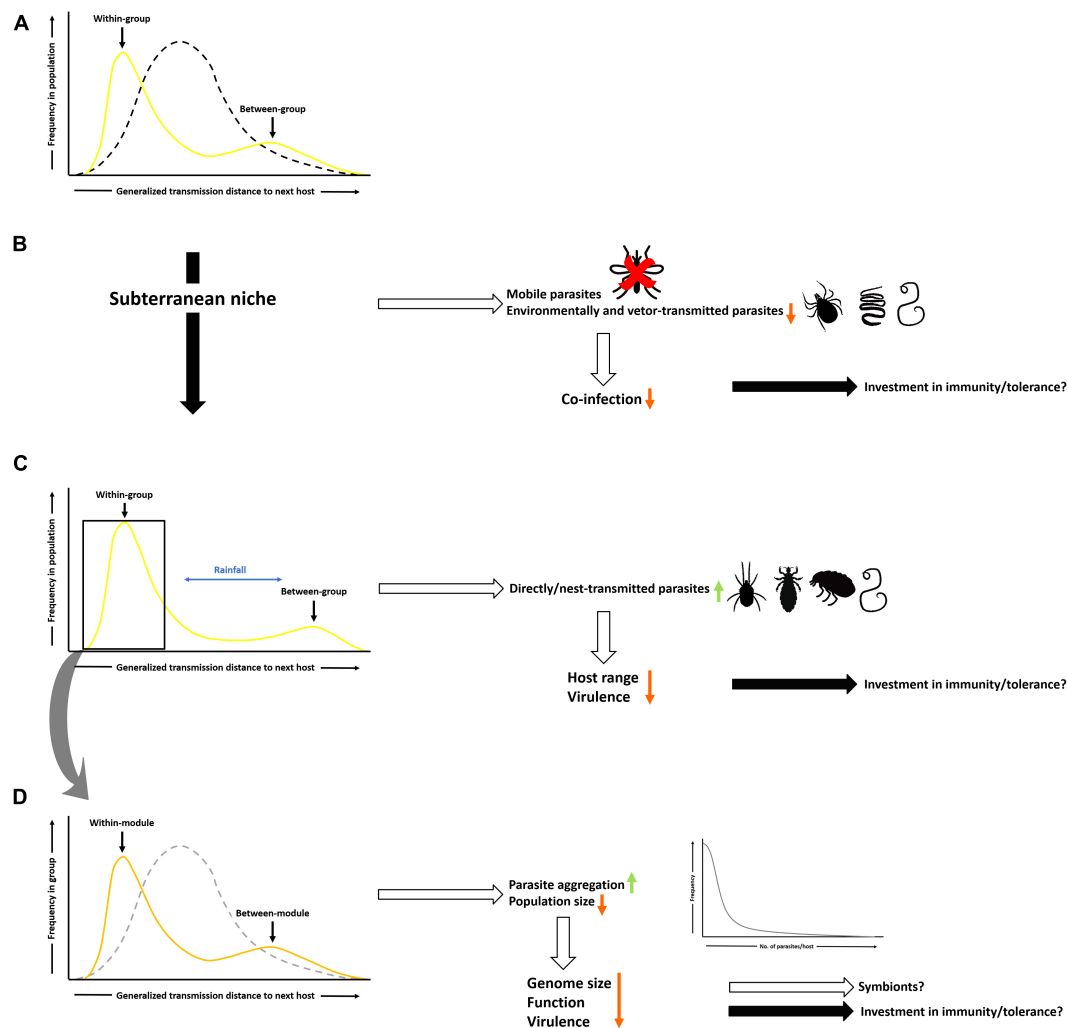 A
Within-group
Between-group
Frequency in population
Generalized transmission distance to next host
B
Subterranean niche
Mobile parasites
Environmentally and vetor-transmitted parasites
Co-infection
Investment in immunity/tolerance?
C
Within-group
Rainfall
Between-group
Frequency in population
Generalized transmission distance to next host
Directly/nest-transmitted parasites
Host range
Virulence
Investment in immunity/tolerance?
D
Within-module
Between-module
Frequency in group
Generalized transmission distance to next host
Parasite aggregation
Population size
Genome size
Function
Virulence
Frequency
No. of parasites/host
Symbionts?
Investment in immunity/tolerance?